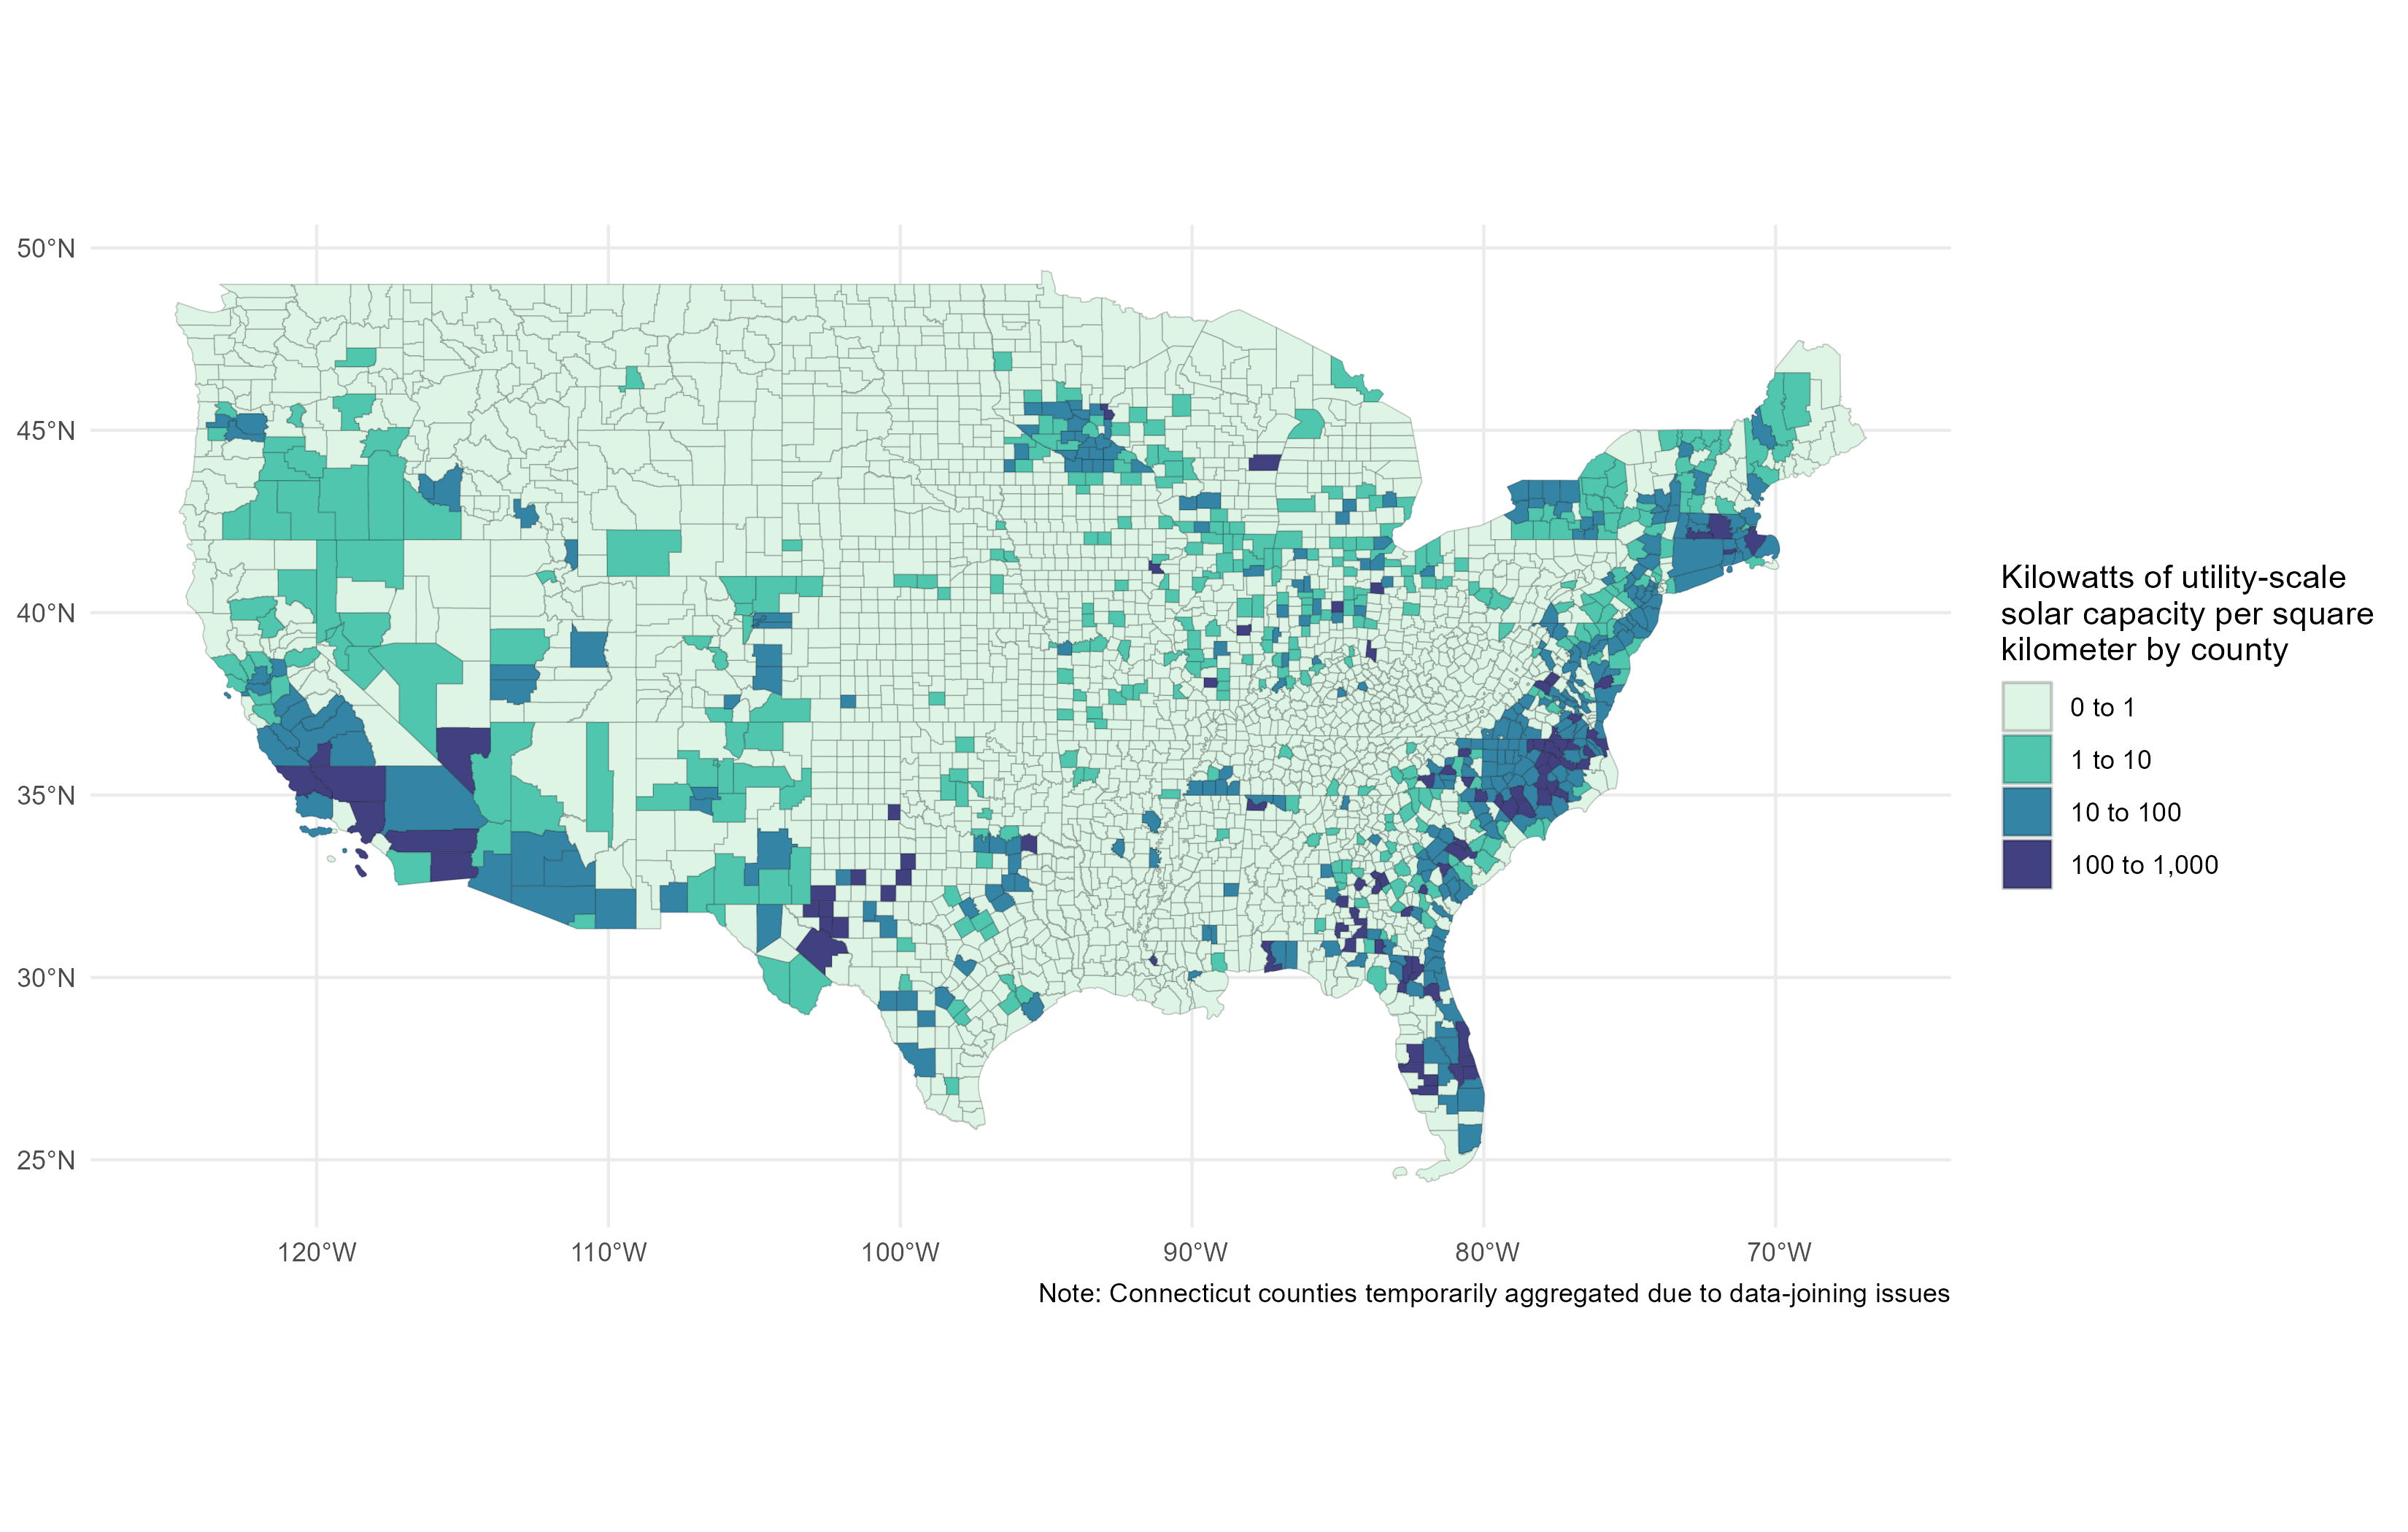 50°N
45°N
40°N
35°N
30°N
25°N
120°W
110°W
100°W
90°W
80°W
70°W
Note: Connecticut counties temporarily aggregated due to data-joining issues
Kilowatts of utility-scale
solar capacity per square
kilometer by county
0 to 1
1 to 10
10 to 100
100 to 1,000